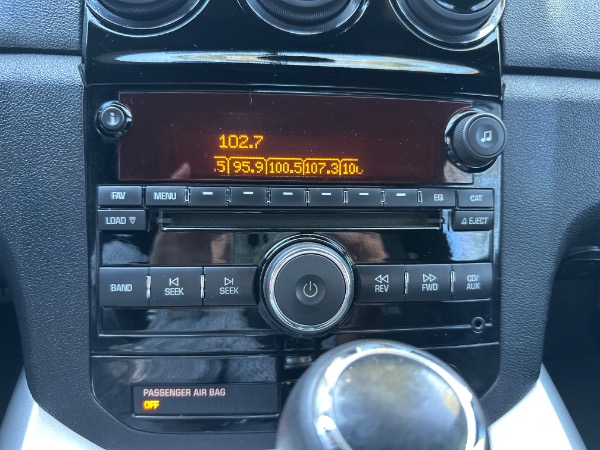 102.7
5 95.9 100.5 107.3 10
FAV MENU EQ CAT
LOAD ▽ △ EJECT
BAND SEEK SEEK REV FWD CD/AUX
PASSENGER AIR BAG
OFF